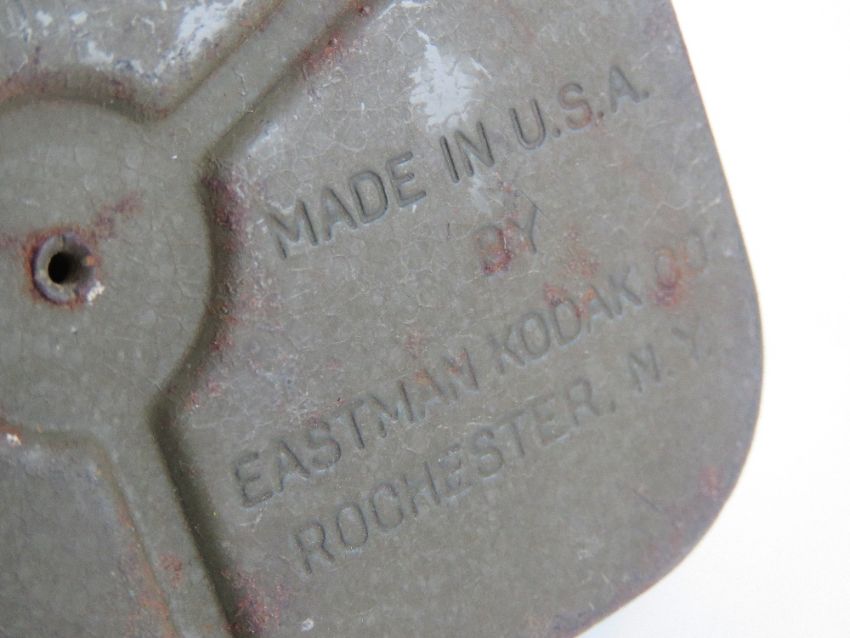 MADE IN U.S.A.
BY
EASTMAN KODAK CO.
ROCHESTER, N.Y.